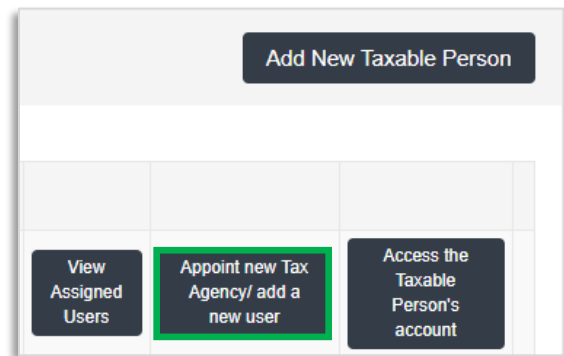 Add New Taxable Person
View
Assigned
Users
Appoint new Tax
Agency/ add a
new user
Access the
Taxable
Person's
account